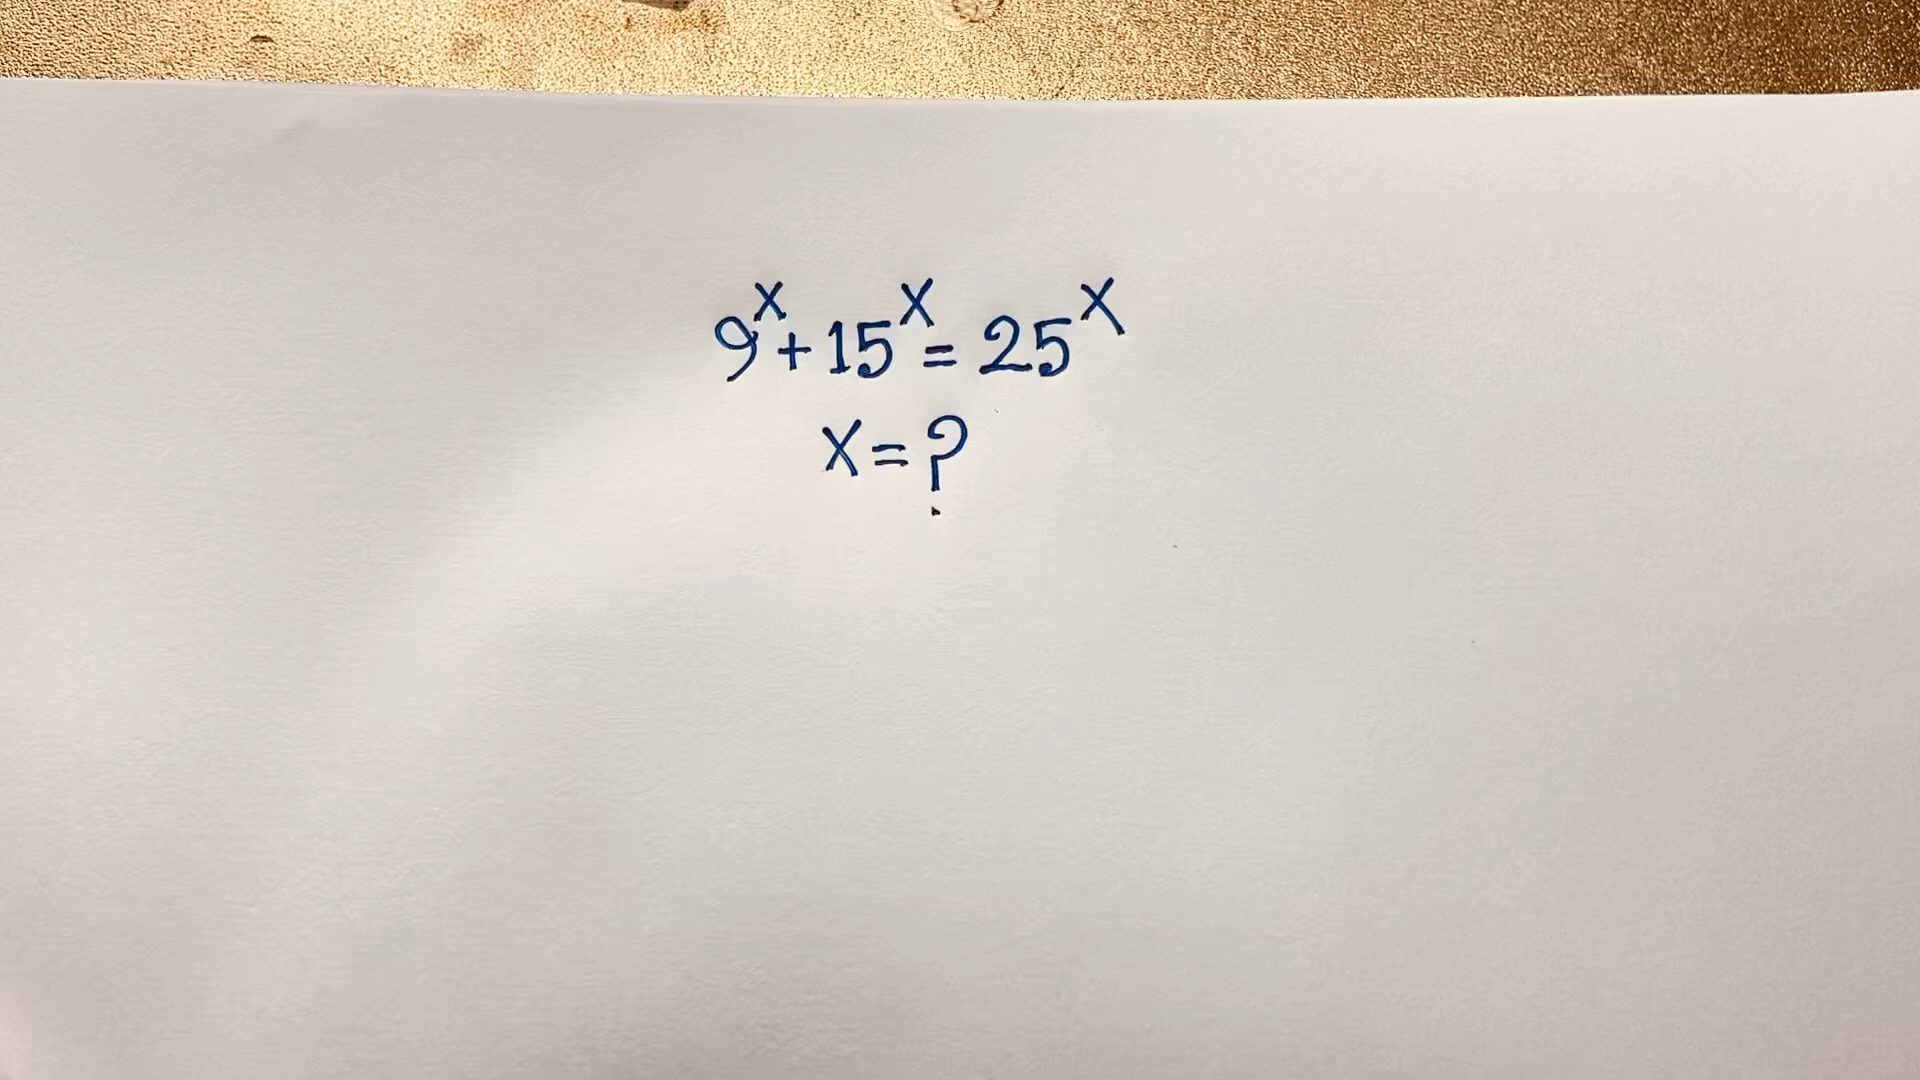 9^x + 15^x = 25^x
x = ?